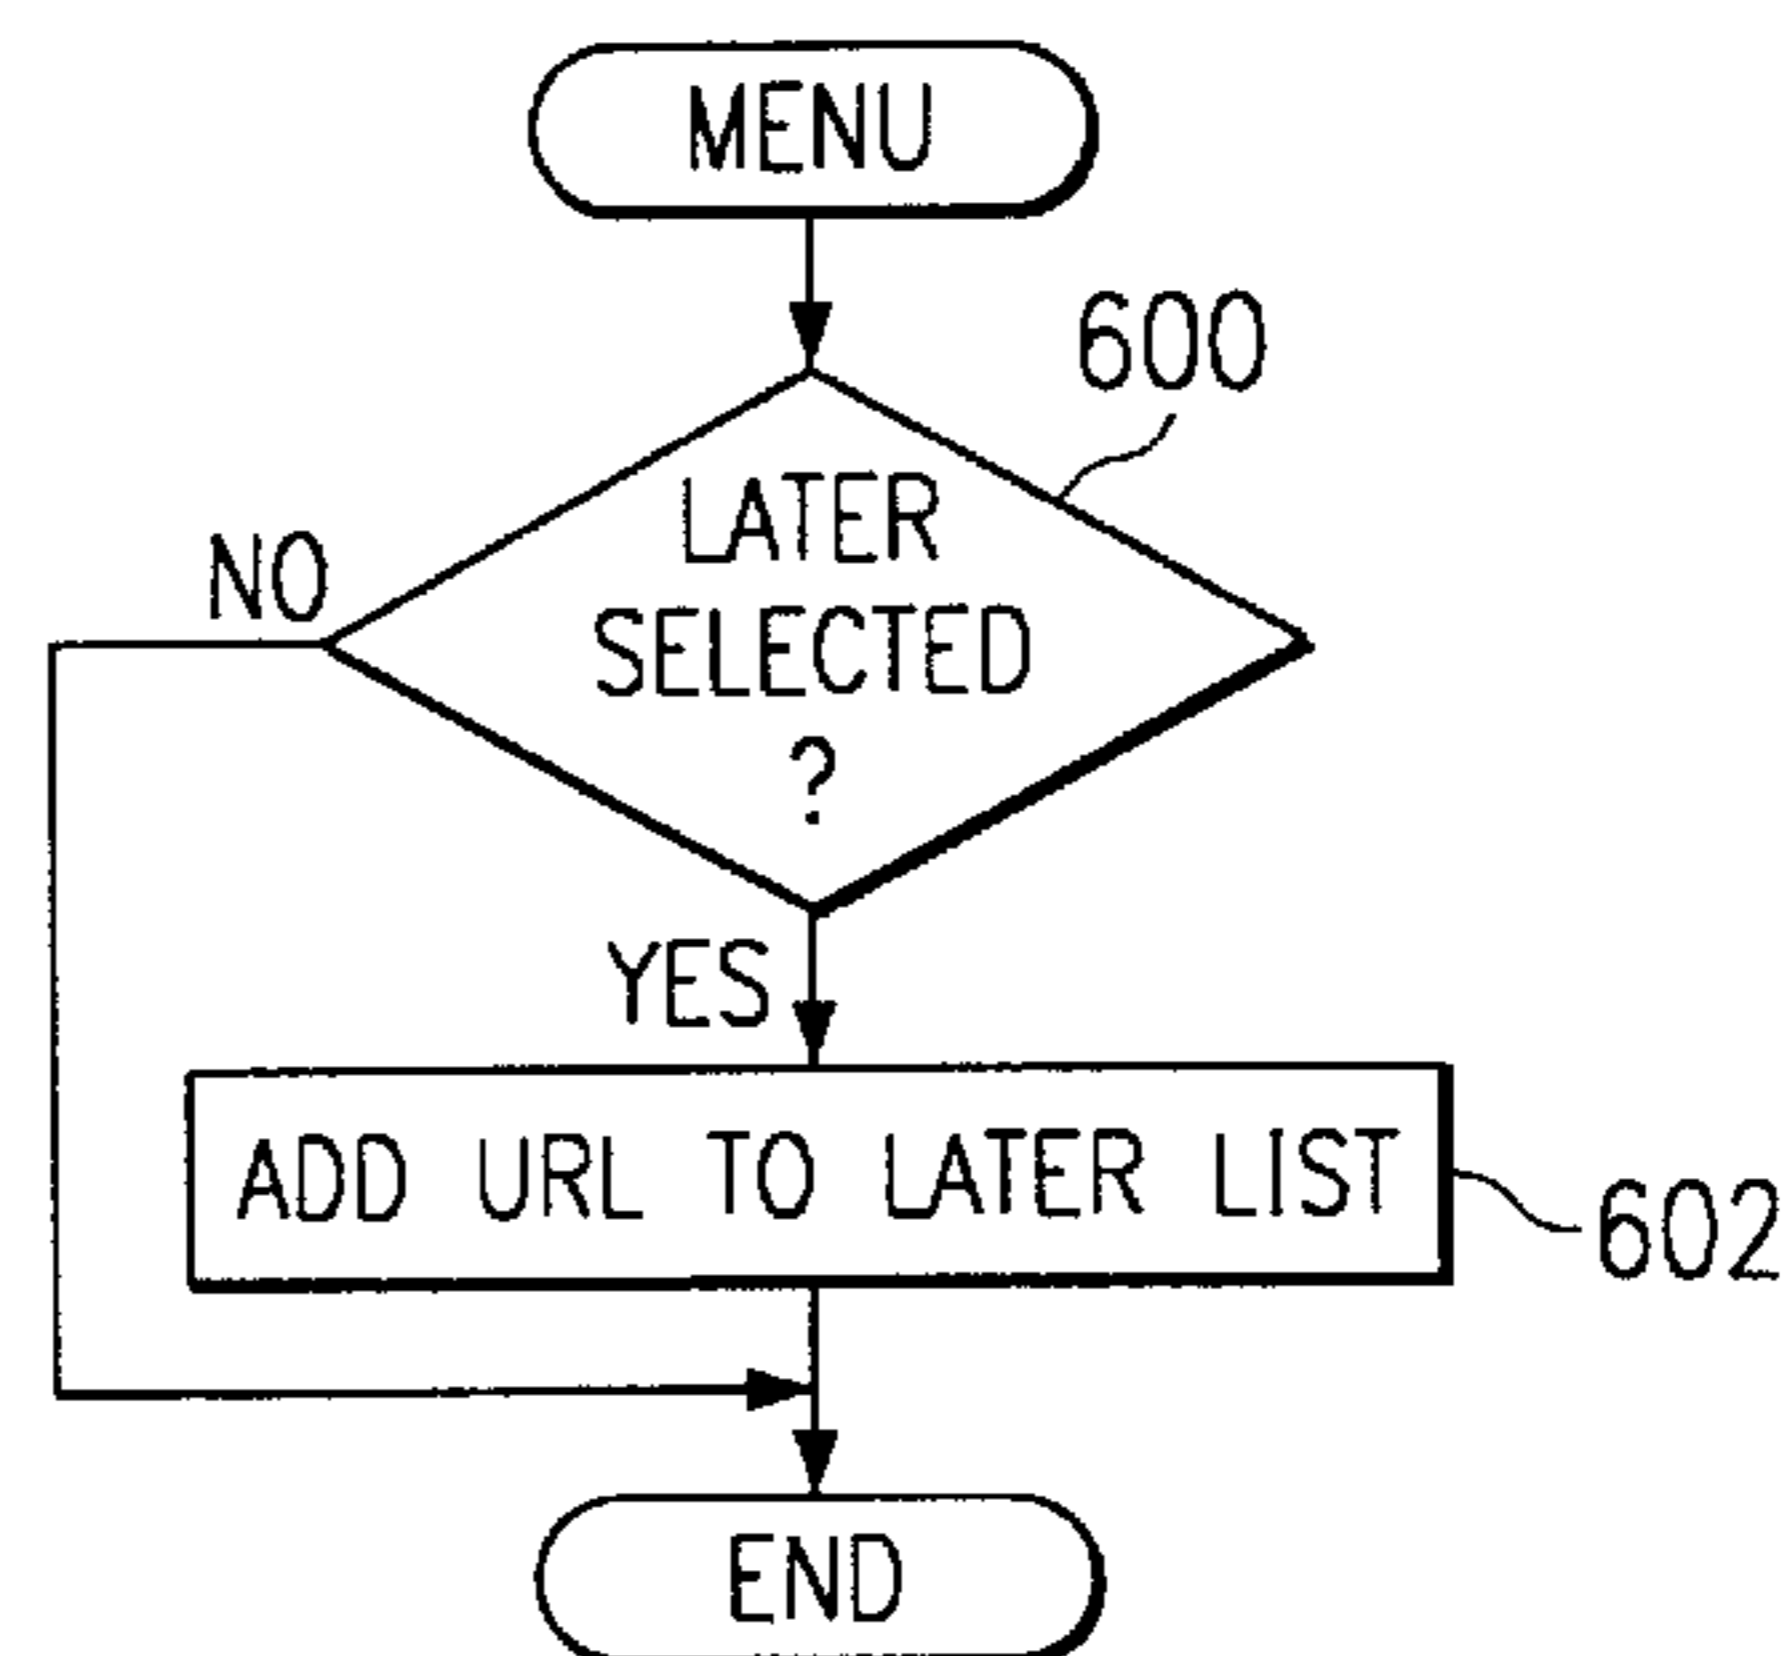 MENU
600
LATER
SELECTED
?
NO
YES
ADD URL TO LATER LIST
602
END